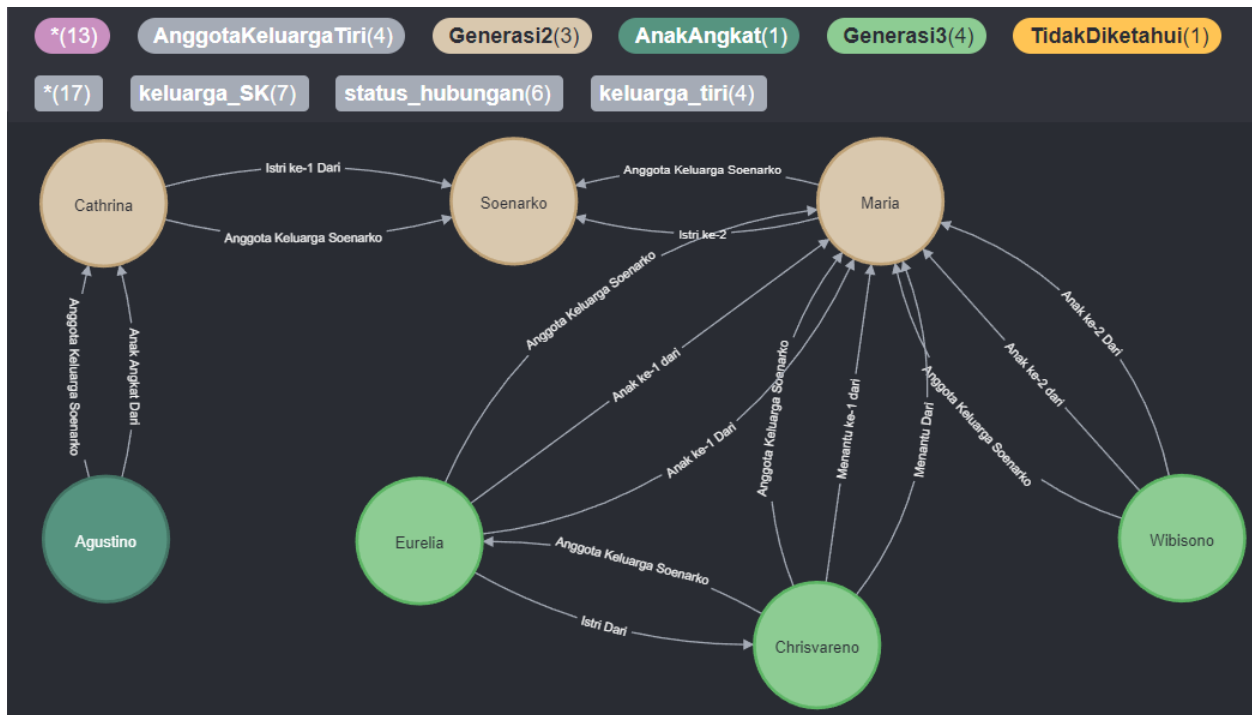 *(13) AnggotaKeluargaTiri(4) Generasi2(3) AnakAngkat(1) Generasi3(4) TidakDiketahui(1)
*(17) keluarga_SK(7) status_hubungan(6) keluarga_tiri(4)
Cathrina
Istri ke-1 Dari
Anggota Keluarga Soenarko
Soenarko
Anggota Keluarga Soenarko
Istri ke-2
Maria
Anggota Keluarga Soenarko
Anak Angkat Dari
Anggota Keluarga Soenarko
Anak ke-1 dari
Anak ke-1 Dari
Anggota Keluarga Soenarko
Menantu ke-1 dari
Menantu Dari
Anggota Keluarga Soenarko
Anak ke-2 dari
Anak ke-2 Dari
Agustino
Eurelia
Anggota Keluarga Soenarko
Istri Dari
Chrisvareno
Wibisono